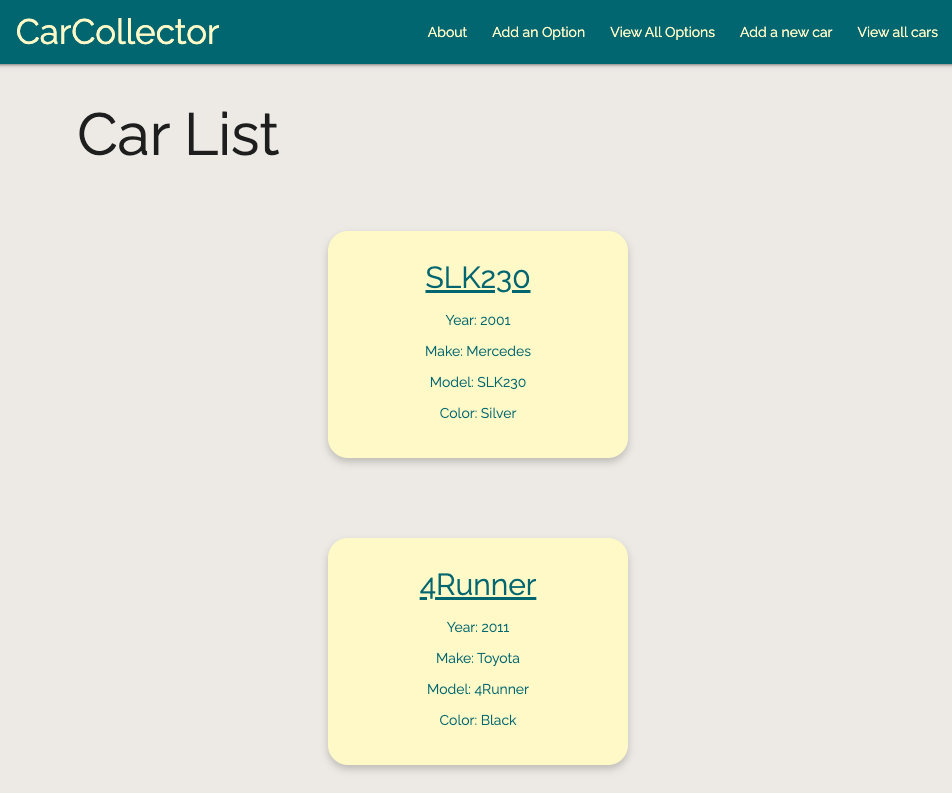 CarCollector
About Add an Option View All Options Add a new car View all cars
Car List
SLK230
Year: 2001
Make: Mercedes
Model: SLK230
Color: Silver
4Runner
Year: 2011
Make: Toyota
Model: 4Runner
Color: Black